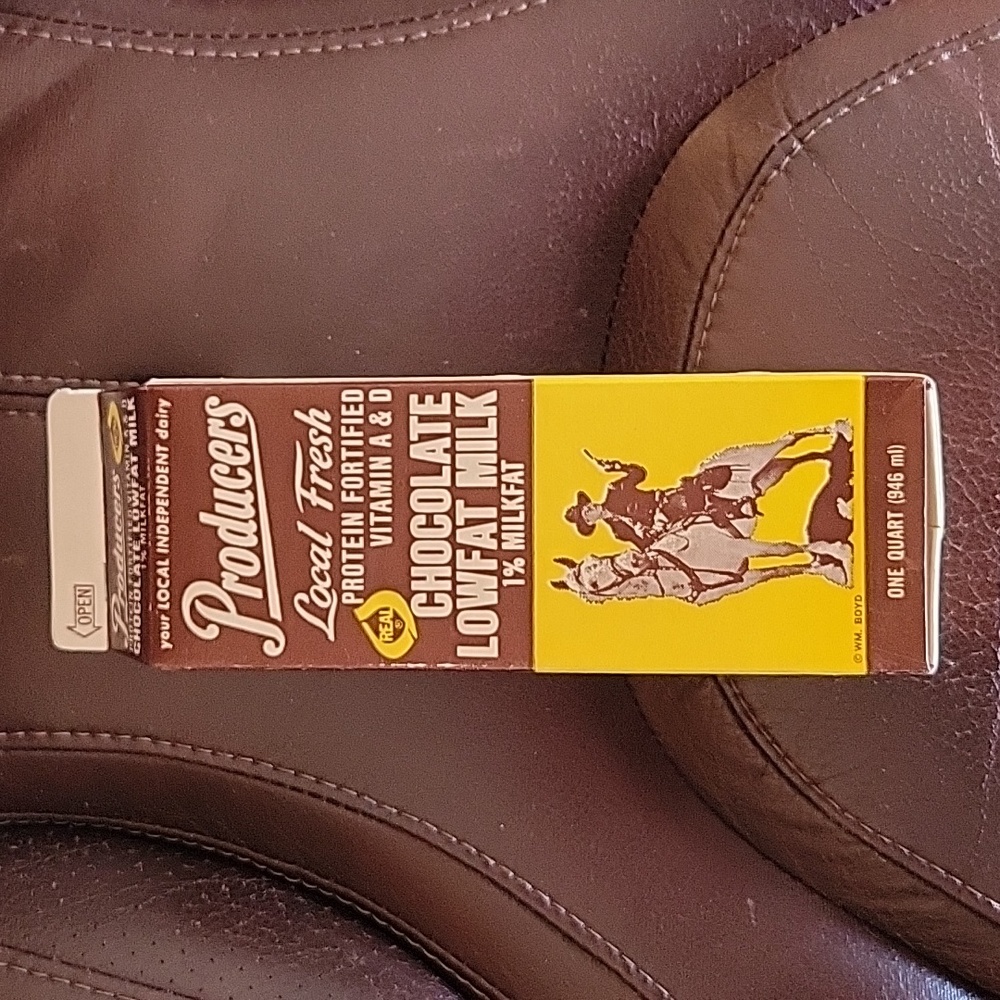 OPEN
Producers
CHOCOLATE LOWFAT MILK
1% MILKFAT
your LOCAL INDEPENDENT dairy
Producers
Local Fresh
PROTEIN FORTIFIED
VITAMIN A & D
REAL®
CHOCOLATE
LOWFAT MILK
1% MILKFAT
© WM. BOYD
ONE QUART (946 ml)